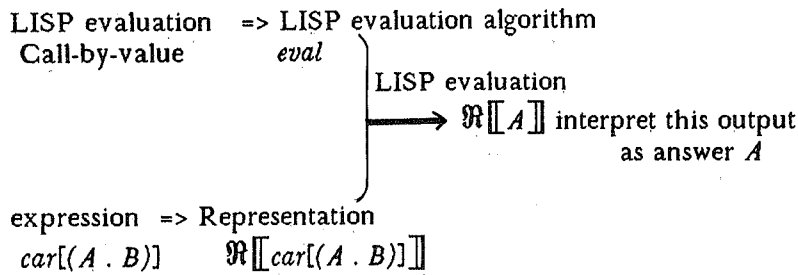 LISP evaluation => LISP evaluation algorithm
Call-by-value eval
LISP evaluation
ℜ⟦A⟧ interpret this output
as answer A
expression => Representation
car[(A . B)] ℜ⟦car[(A . B)]⟧